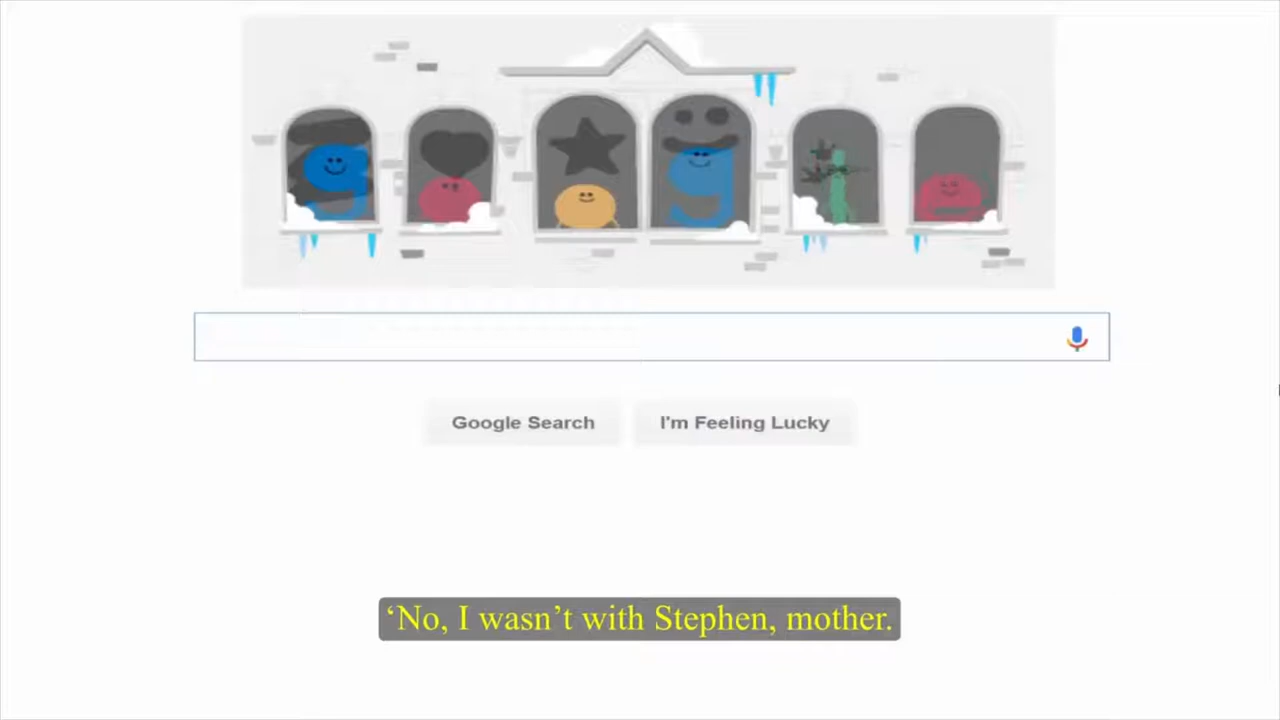 Google Search
I'm Feeling Lucky
‘No, I wasn’t with Stephen, mother.